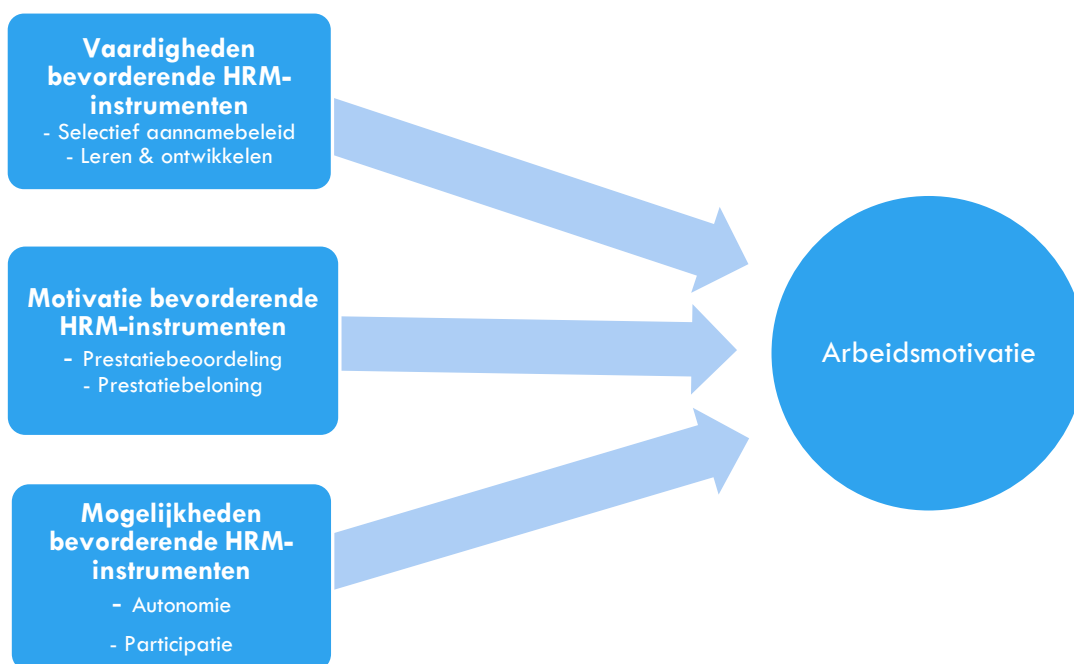 Vaardigheden
bevorderende HRM-
instrumenten
- Selectief aannamebeleid
- Leren & ontwikkelen
Motivatie bevorderende
HRM-instrumenten
- Prestatiebeoordeling
- Prestatiebeloning
Arbeidsmotivatie
Mogelijkheden
bevorderende HRM-
instrumenten
- Autonomie
- Participatie